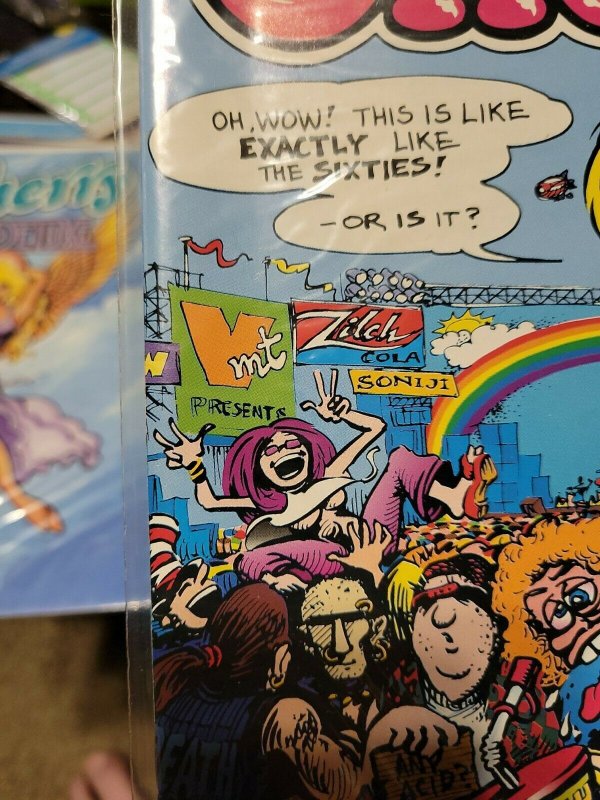 OH, WOW! THIS IS LIKE
EXACTLY LIKE
THE SIXTIES!
-OR IS IT?
Vmt
PRESENTS
Zilch
COLA
SONIJI
ANY
ACID?